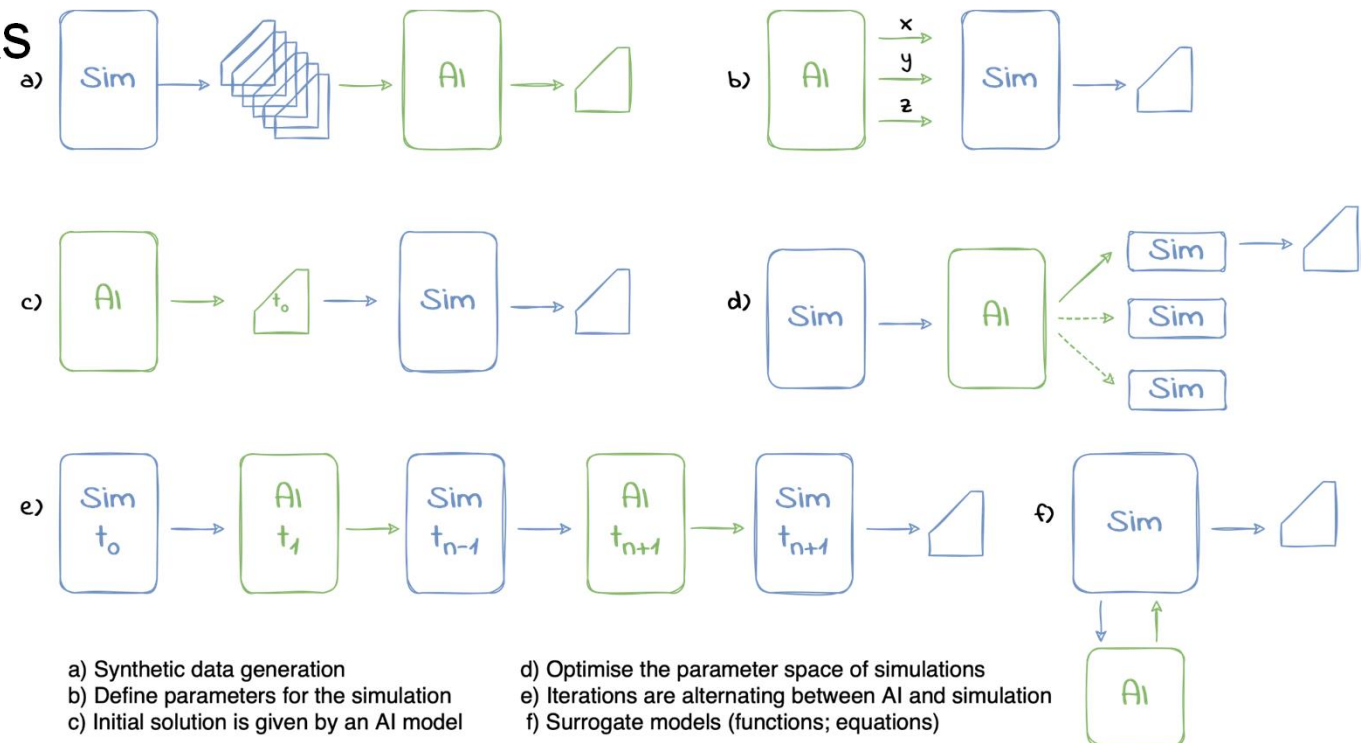 s
a) Sim AI
b) AI x y z Sim
c) AI t₀ Sim
d) Sim AI Sim
Sim
Sim
e) Sim t₀ AI t₁ Sim tₙ₋₁ AI tₙ₊₁ Sim tₙ₊₁
f) Sim
AI
a) Synthetic data generation
b) Define parameters for the simulation
c) Initial solution is given by an AI model
d) Optimise the parameter space of simulations
e) Iterations are alternating between AI and simulation
f) Surrogate models (functions; equations)